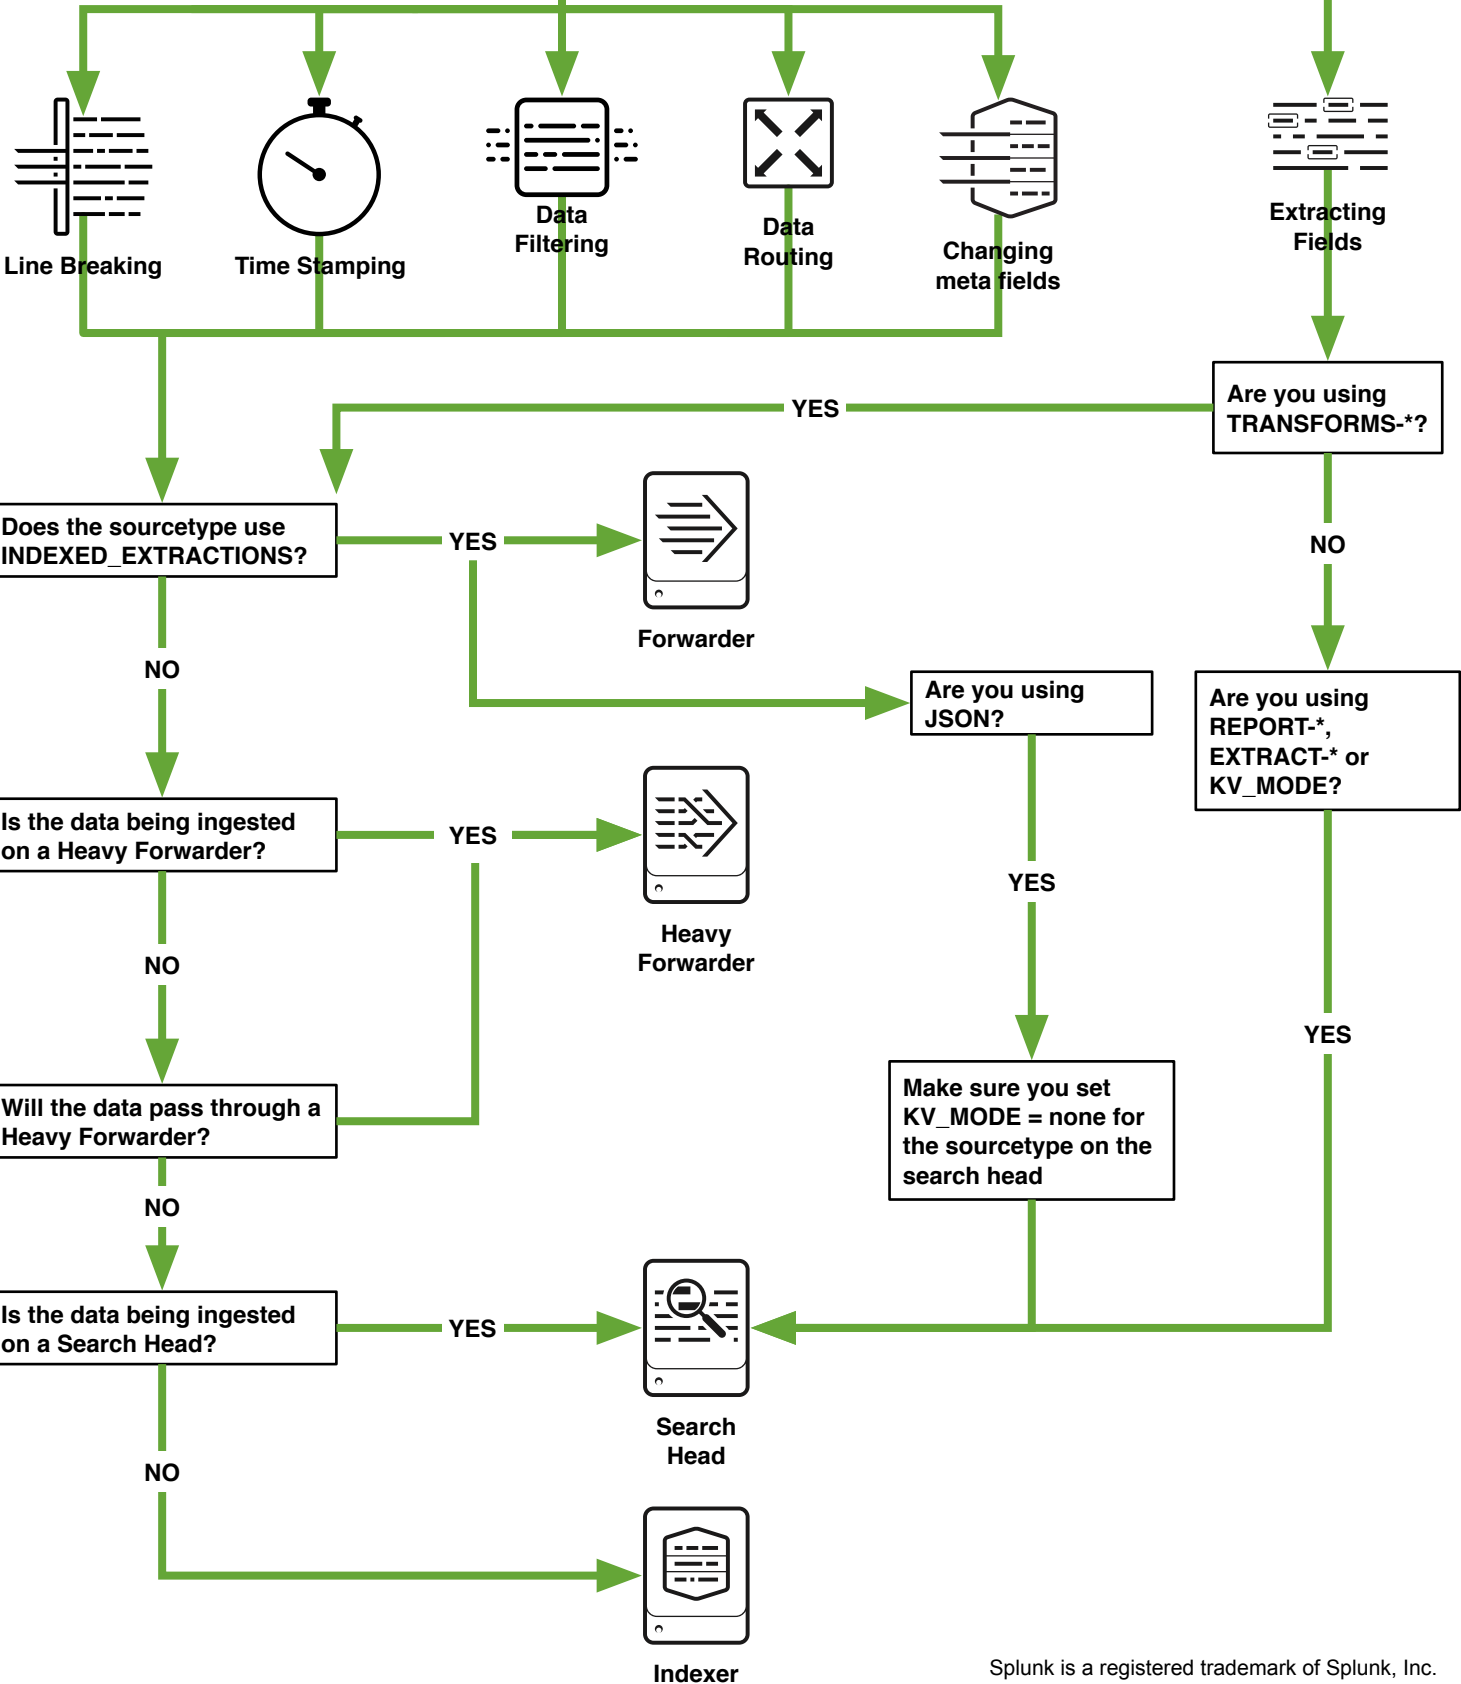 Line Breaking
Time Stamping
Data
Filtering
Data
Routing
Changing
meta fields
Extracting
Fields
Are you using
TRANSFORMS-*?
YES
NO
Does the sourcetype use
INDEXED_EXTRACTIONS?
YES
Forwarder
NO
Are you using
JSON?
Are you using
REPORT-*,
EXTRACT-* or
KV_MODE?
Is the data being ingested
on a Heavy Forwarder?
YES
Heavy
Forwarder
YES
NO
YES
Make sure you set
KV_MODE = none for
the sourcetype on the
search head
Will the data pass through a
Heavy Forwarder?
NO
Is the data being ingested
on a Search Head?
YES
Search
Head
NO
Indexer
Splunk is a registered trademark of Splunk, Inc.